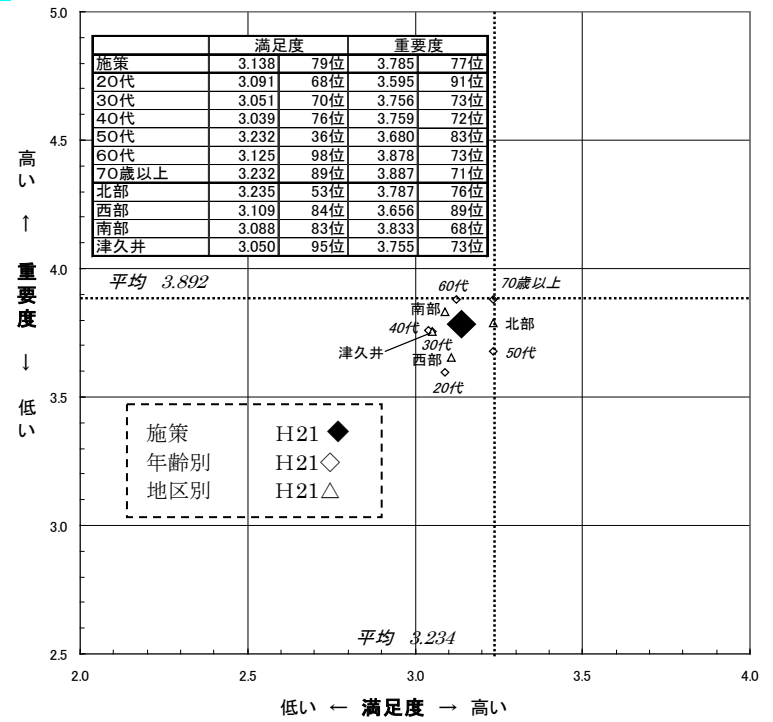 満足度 重要度
施策 3.138 79位 3.785 77位
20代 3.091 68位 3.595 91位
30代 3.051 70位 3.756 73位
40代 3.039 76位 3.759 72位
50代 3.232 36位 3.680 83位
60代 3.125 98位 3.878 73位
70歳以上 3.232 89位 3.887 71位
北部 3.235 53位 3.787 76位
西部 3.109 84位 3.656 89位
南部 3.088 83位 3.833 68位
津久井 3.050 95位 3.755 73位
5.0
4.5
4.0
3.5
3.0
2.5
高い ↑ 重要度 ↓ 低い
平均 3.892
60代
70歳以上
南部
北部
40代
津久井
30代
50代
西部
20代
施策 H21◆
年齢別 H21◇
地区別 H21△
平均 3.234
2.0 2.5 3.0 3.5 4.0
低い ← 満足度 → 高い